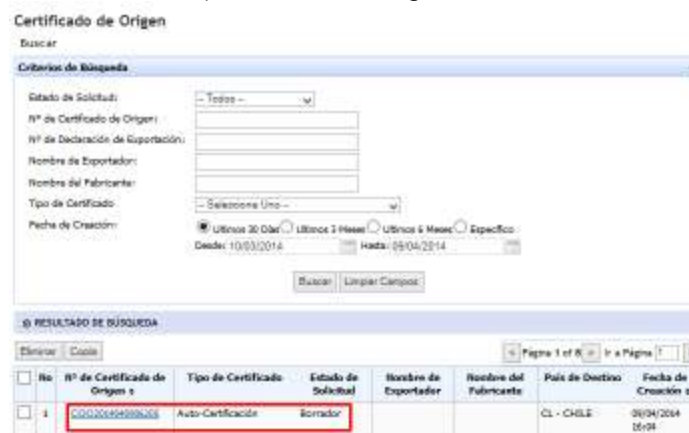 Certificado de Origen
Buscar
Criterios de Búsqueda
Estado de Solicitud: -- Todos --
Nº de Certificado de Origen:
Nº de Declaración de Exportación:
Nombre de Exportador:
Nombre del Fabricante:
Tipo de Certificado -- Seleccione Uno --
Fecha de Creación: Ultimos 30 Días Ultimos 3 Meses Ultimos 6 Meses Específico
Desde: 10/03/2014 Hasta: 09/04/2014
Buscar Limpiar Campos
RESULTADO DE BÚSQUEDA
Eliminar Copia
Página 1 of 8 Ir a Página
No Nº de Certificado de Origen Tipo de Certificado Estado de Solicitud Nombre de Exportador Nombre del Fabricante País de Destino Fecha de Creación
1 Auto-Certificación Borrador CL - CHILE 09/04/2014